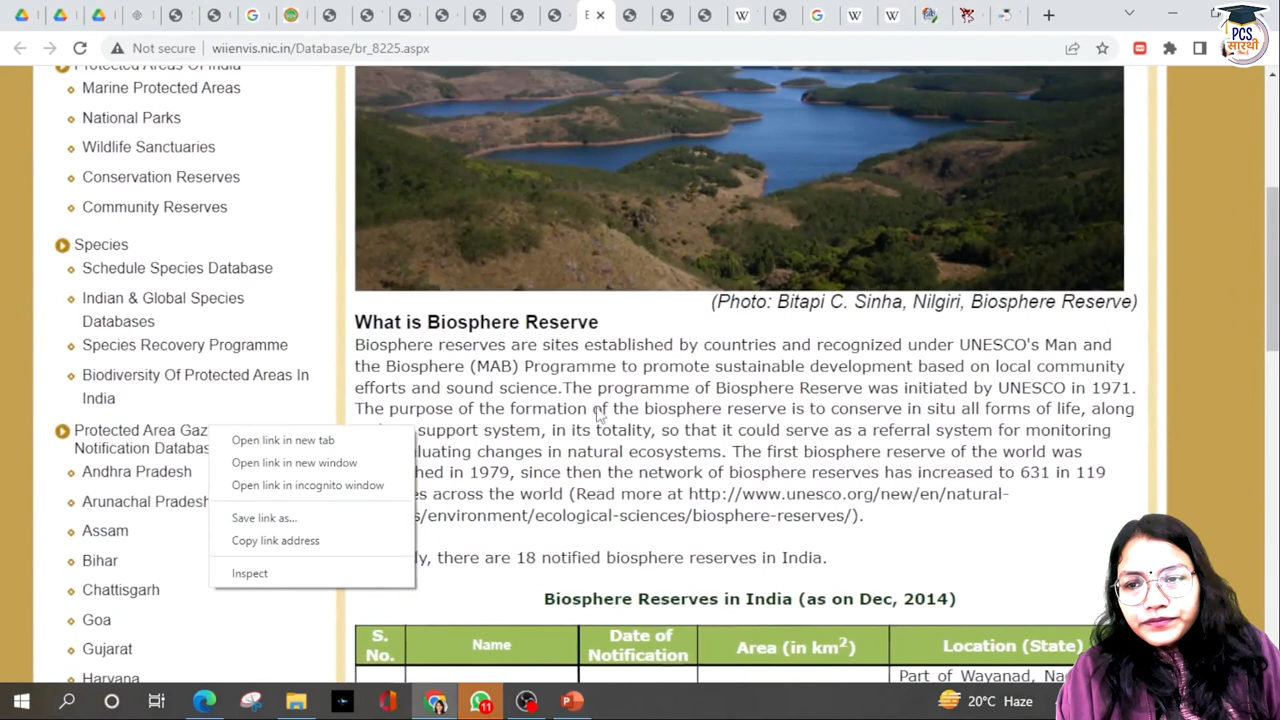 Not secure
wiienvis.nic.in/Database/br_8225.aspx
PCS
सारथी
Protected Areas Of India
Marine Protected Areas
National Parks
Wildlife Sanctuaries
Conservation Reserves
Community Reserves
Species
Schedule Species Database
Indian & Global Species
Databases
Species Recovery Programme
Biodiversity Of Protected Areas In
India
Protected Area Gaz
Notification Databas
Andhra Pradesh
Arunachal Pradesh
Assam
Bihar
Chattisgarh
Goa
Gujarat
Haryana
Open link in new tab
Open link in new window
Open link in incognito window
Save link as...
Copy link address
Inspect
(Photo: Bitapi C. Sinha, Nilgiri, Biosphere Reserve)
What is Biosphere Reserve
Biosphere reserves are sites established by countries and recognized under UNESCO's Man and
the Biosphere (MAB) Programme to promote sustainable development based on local community
efforts and sound science.The programme of Biosphere Reserve was initiated by UNESCO in 1971.
The purpose of the formation of the biosphere reserve is to conserve in situ all forms of life, along
support system, in its totality, so that it could serve as a referral system for monitoring
aluating changes in natural ecosystems. The first biosphere reserve of the world was
hed in 1979, since then the network of biosphere reserves has increased to 631 in 119
es across the world (Read more at http://www.unesco.org/new/en/natural-
s/environment/ecological-sciences/biosphere-reserves/).
ly, there are 18 notified biosphere reserves in India.
Biosphere Reserves in India (as on Dec, 2014)
S. No.
Name
Date of Notification
Area (in km²)
Location (State)
Part of Wayanad, Na
11
20°C Haze